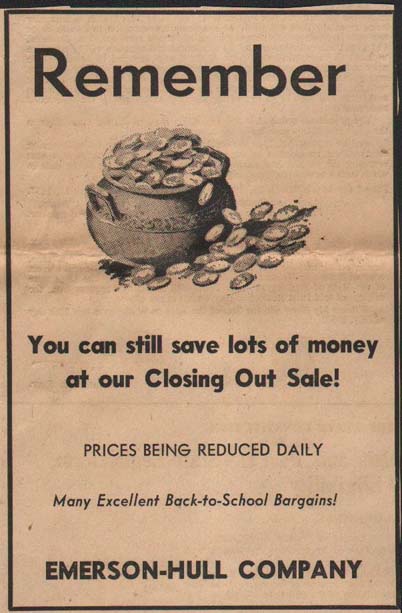 Remember
You can still save lots of money
at our Closing Out Sale!
PRICES BEING REDUCED DAILY
Many Excellent Back-to-School Bargains!
EMERSON-HULL COMPANY